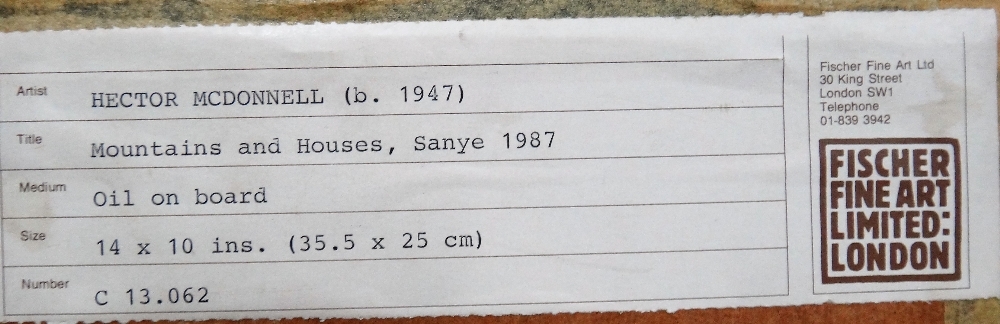 Artist HECTOR MCDONNELL (b. 1947)
Title Mountains and Houses, Sanye 1987
Medium Oil on board
Size 14 x 10 ins. (35.5 x 25 cm)
Number C 13.062
Fischer Fine Art Ltd
30 King Street
London SW1
Telephone
01-839 3942
FISCHER
FINE ART
LIMITED:
LONDON